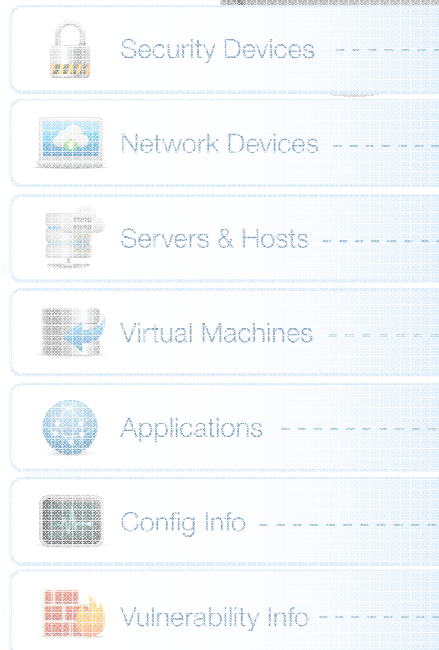 Security Devices
Network Devices
Servers & Hosts
Virtual Machines
Applications
Config Info
Vulnerability Info